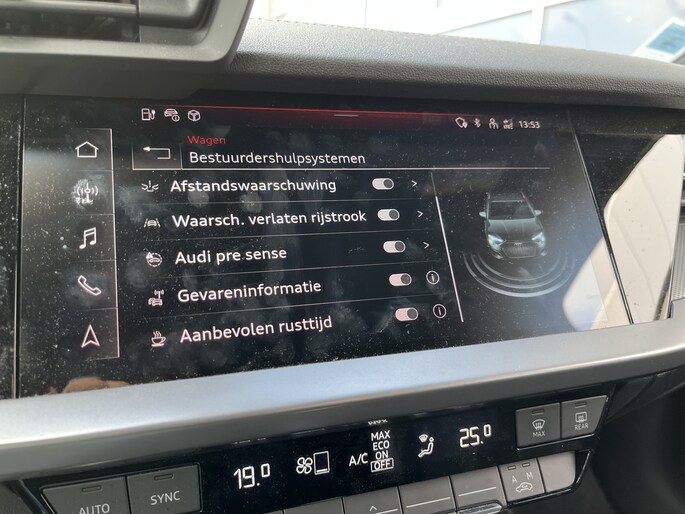 13:53
Wagen
Bestuurdershulpsystemen
Afstandswaarschuwing
Waarsch. verlaten rijstrook
Audi pre sense
Gevareninformatie
Aanbevolen rusttijd
19.0
A/C
MAX
ECO
ON
OFF
25.0
MAX
REAR
AUTO
SYNC
A M